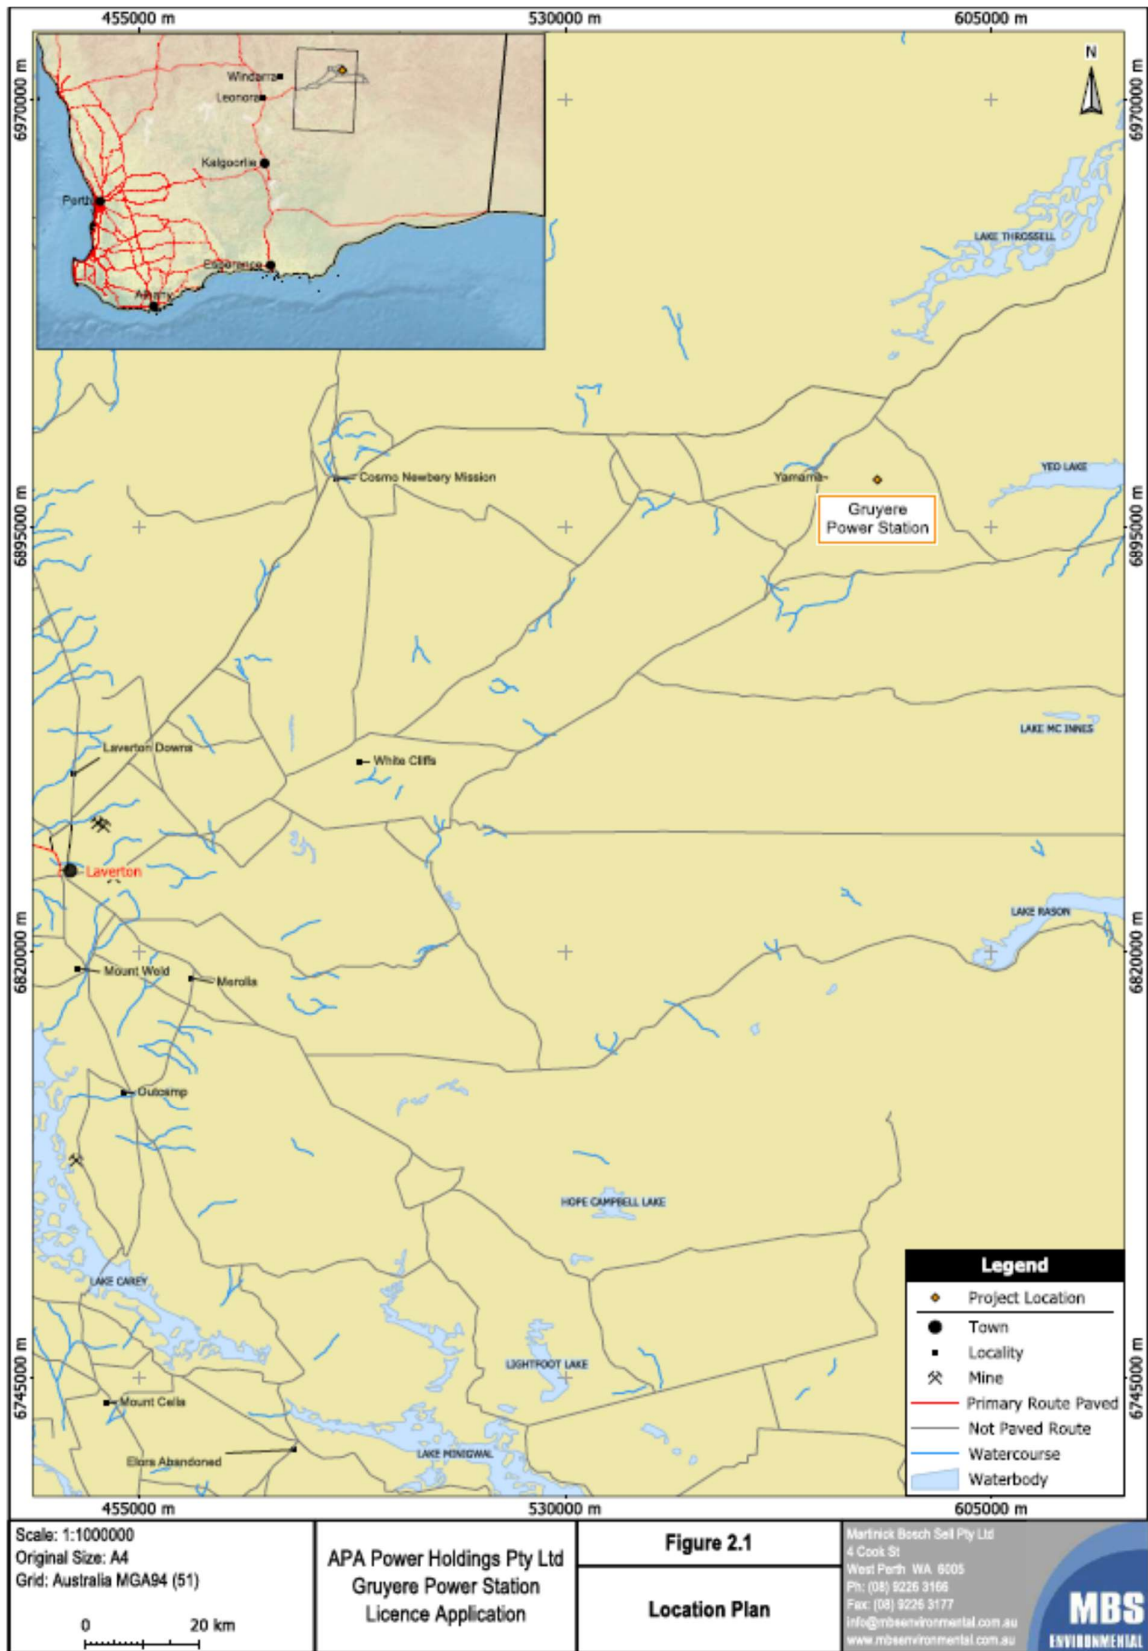 455000 m
530000 m
605000 m
N
6970000 m
6970000 m
Windarra
Leonora
Kalgoorlie
Perth
Esperance
Albany
LAKE THROSSELL
Cosmo Newbery Mission
Yamarna
YEO LAKE
Gruyere
Power Station
6895000 m
6895000 m
LAKE MC INNES
Laverton Downs
White Cliffs
Laverton
LAKE RASON
6820000 m
6820000 m
Mount Weld
Merolia
Outcamp
HOPE CAMPBELL LAKE
LAKE CAREY
LIGHTFOOT LAKE
6745000 m
6745000 m
Mount Celia
Elora Abandoned
LAKE MINIGWAL
Legend
Project Location
Town
Locality
Mine
Primary Route Paved
Not Paved Route
Watercourse
Waterbody
455000 m
530000 m
605000 m
Scale: 1:1000000
Original Size: A4
Grid: Australia MGA94 (51)
0 20 km
APA Power Holdings Pty Ltd
Gruyere Power Station
Licence Application
Figure 2.1
Location Plan
Martinick Bosch Sell Pty Ltd
4 Cook St
West Perth WA 6005
Ph: (08) 9226 3166
Fax: (08) 9226 3177
info@mbsenvironmental.com.au
www.mbsenvironmental.com.au
MBS
ENVIRONMENTAL